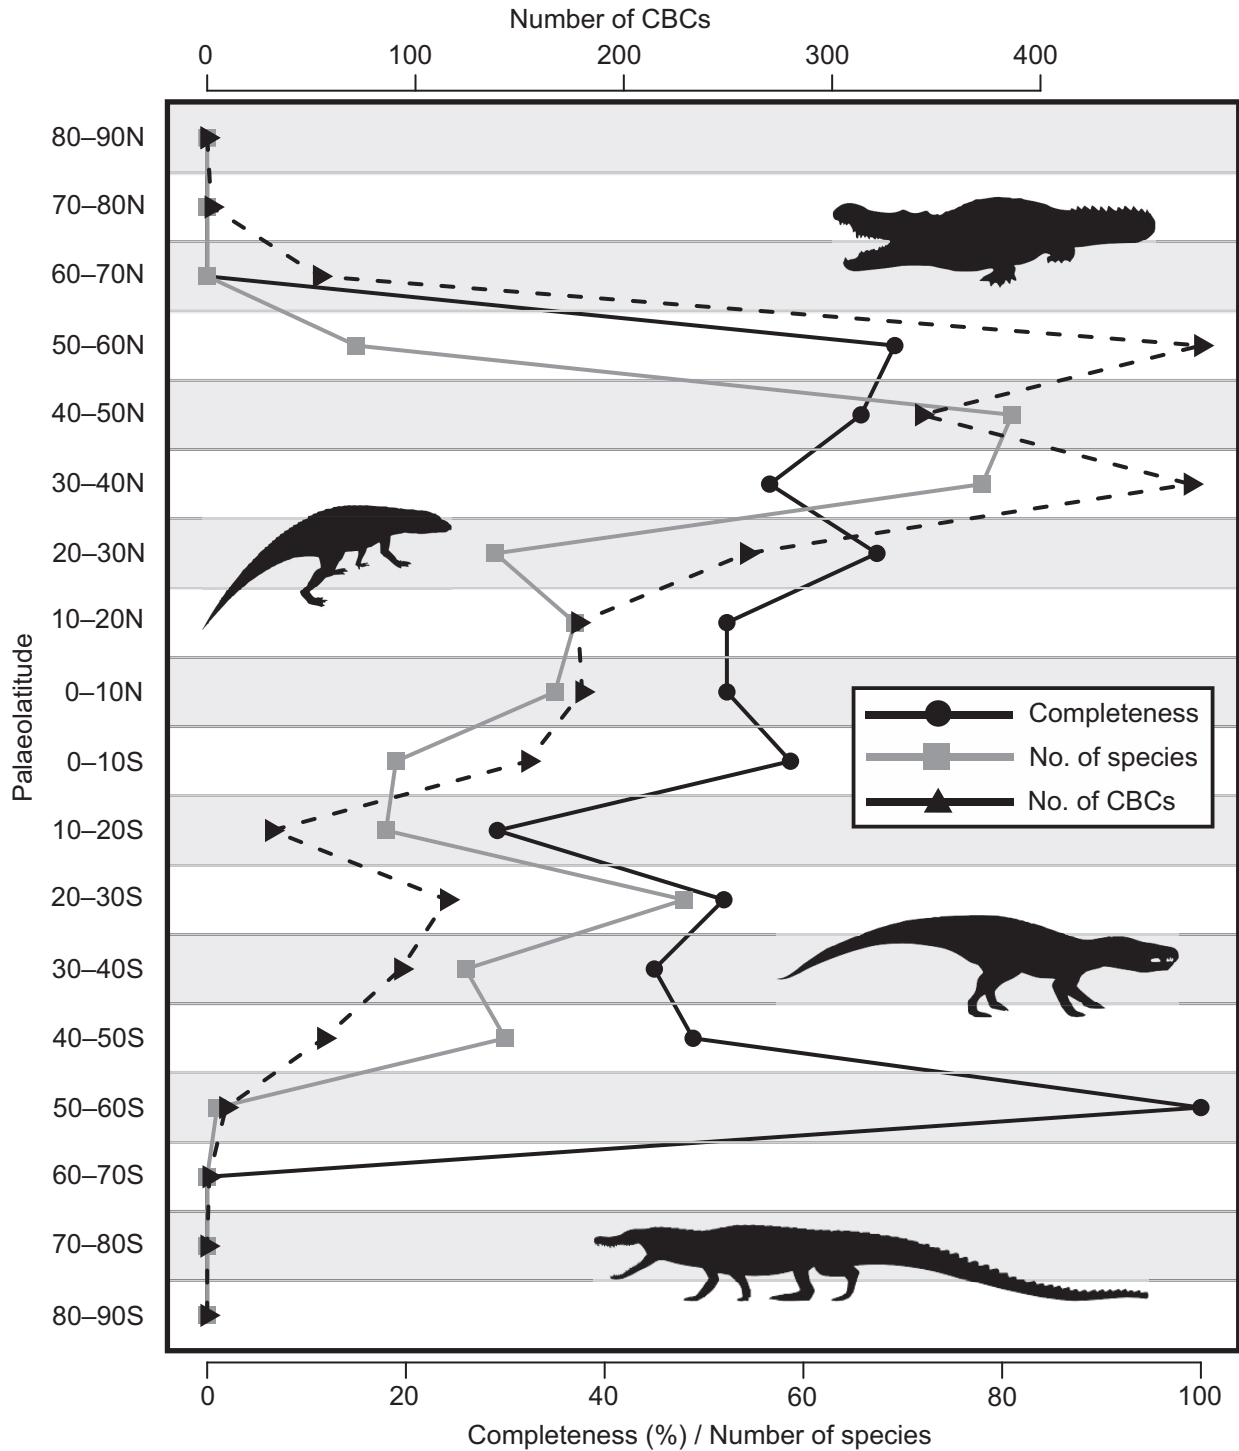 Number of CBCs
0 100 200 300 400
80–90N
70–80N
60–70N
50–60N
40–50N
30–40N
20–30N
10–20N
0–10N
0–10S
10–20S
20–30S
30–40S
40–50S
50–60S
60–70S
70–80S
80–90S
Palaeolatitude
Completeness
No. of species
No. of CBCs
0 20 40 60 80 100
Completeness (%) / Number of species